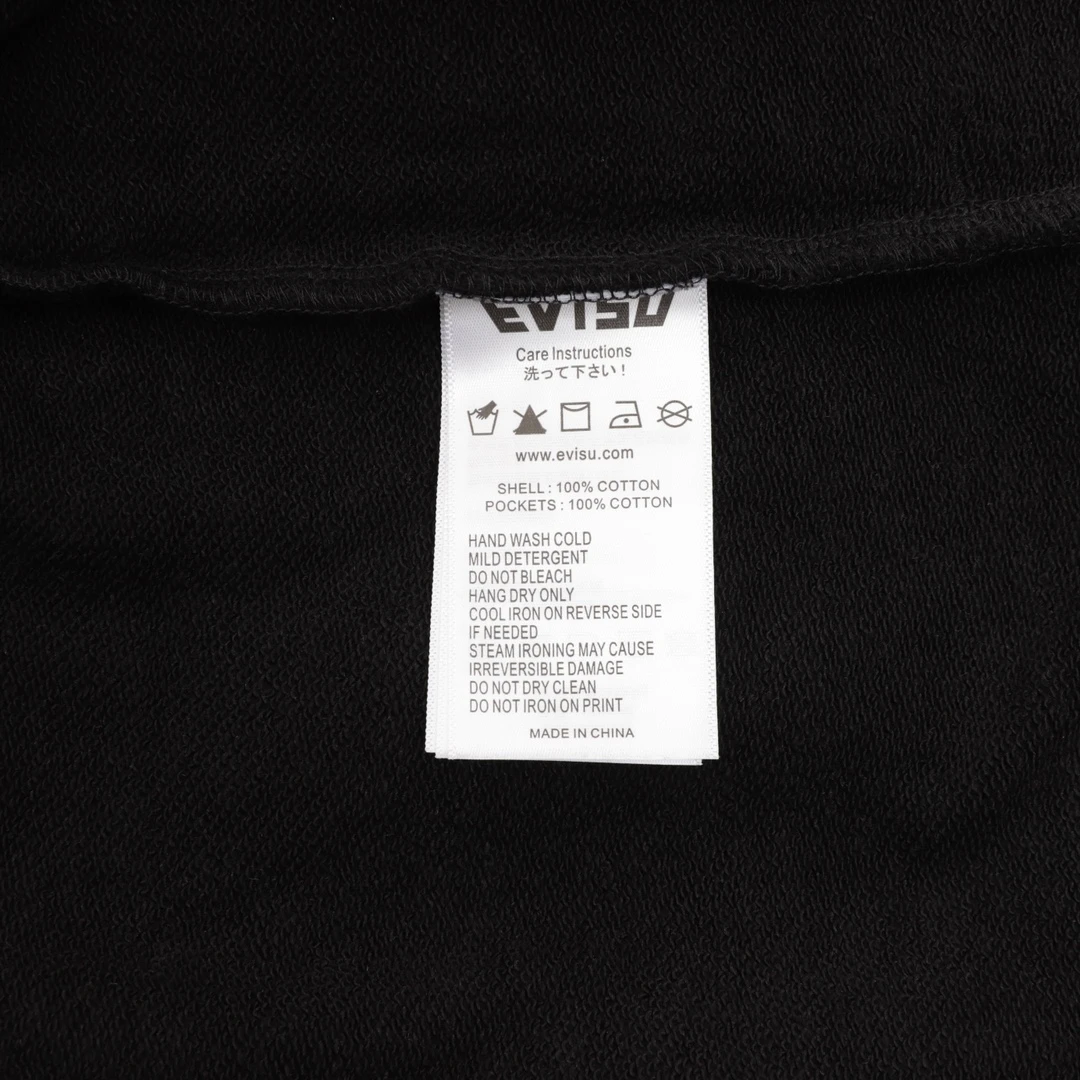 EVISU
Care Instructions
洗って下さい！
www.evisu.com
SHELL : 100% COTTON
POCKETS : 100% COTTON
HAND WASH COLD
MILD DETERGENT
DO NOT BLEACH
HANG DRY ONLY
COOL IRON ON REVERSE SIDE
IF NEEDED
STEAM IRONING MAY CAUSE
IRREVERSIBLE DAMAGE
DO NOT DRY CLEAN
DO NOT IRON ON PRINT
MADE IN CHINA